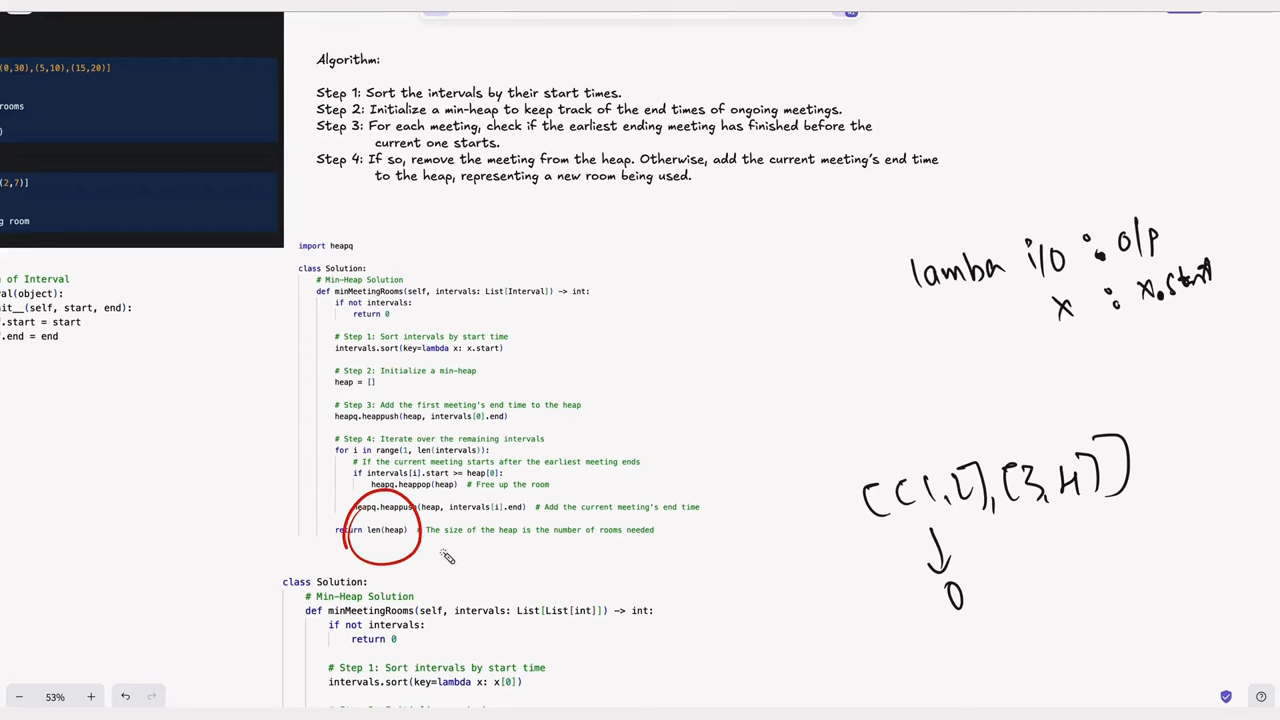 (0,30),(5,10),(15,20)]
rooms
)
(2,7)]
g room
n of Interval
val(object):
nit__(self, start, end):
f.start = start
f.end = end
Algorithm:
Step 1: Sort the intervals by their start times.
Step 2: Initialize a min-heap to keep track of the end times of ongoing meetings.
Step 3: For each meeting, check if the earliest ending meeting has finished before the
current one starts.
Step 4: If so, remove the meeting from the heap. Otherwise, add the current meeting's end time
to the heap, representing a new room being used.
import heapq
class Solution:
# Min-Heap Solution
def minMeetingRooms(self, intervals: List[Interval]) -> int:
if not intervals:
return 0
# Step 1: Sort intervals by start time
intervals.sort(key=lambda x: x.start)
# Step 2: Initialize a min-heap
heap = []
# Step 3: Add the first meeting's end time to the heap
heapq.heappush(heap, intervals[0].end)
# Step 4: Iterate over the remaining intervals
for i in range(1, len(intervals)):
# If the current meeting starts after the earliest meeting ends
if intervals[i].start >= heap[0]:
heapq.heappop(heap) # Free up the room
heapq.heappush(heap, intervals[i].end) # Add the current meeting's end time
return len(heap) # The size of the heap is the number of rooms needed
class Solution:
# Min-Heap Solution
def minMeetingRooms(self, intervals: List[List[int]]) -> int:
if not intervals:
return 0
# Step 1: Sort intervals by start time
intervals.sort(key=lambda x: x[0])
lamba i/o : o/p
x : x.start
[[1,2],[3,4]]
0
53%